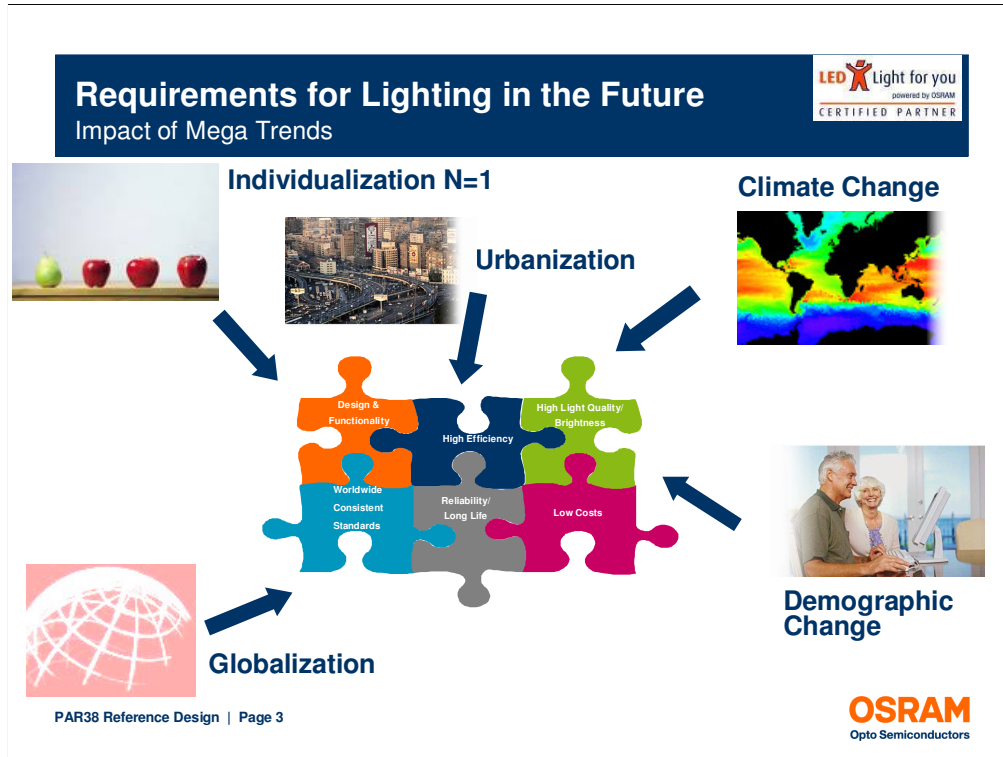 Requirements for Lighting in the Future
Impact of Mega Trends
LED Light for you
powered by OSRAM
CERTIFIED PARTNER
Individualization N=1
Climate Change
Urbanization
Design &
Functionality
High Efficiency
High Light Quality/
Brightness
Worldwide
Consistent
Standards
Reliability/
Long Life
Low Costs
Demographic
Change
Globalization
PAR38 Reference Design | Page 3
OSRAM
Opto Semiconductors